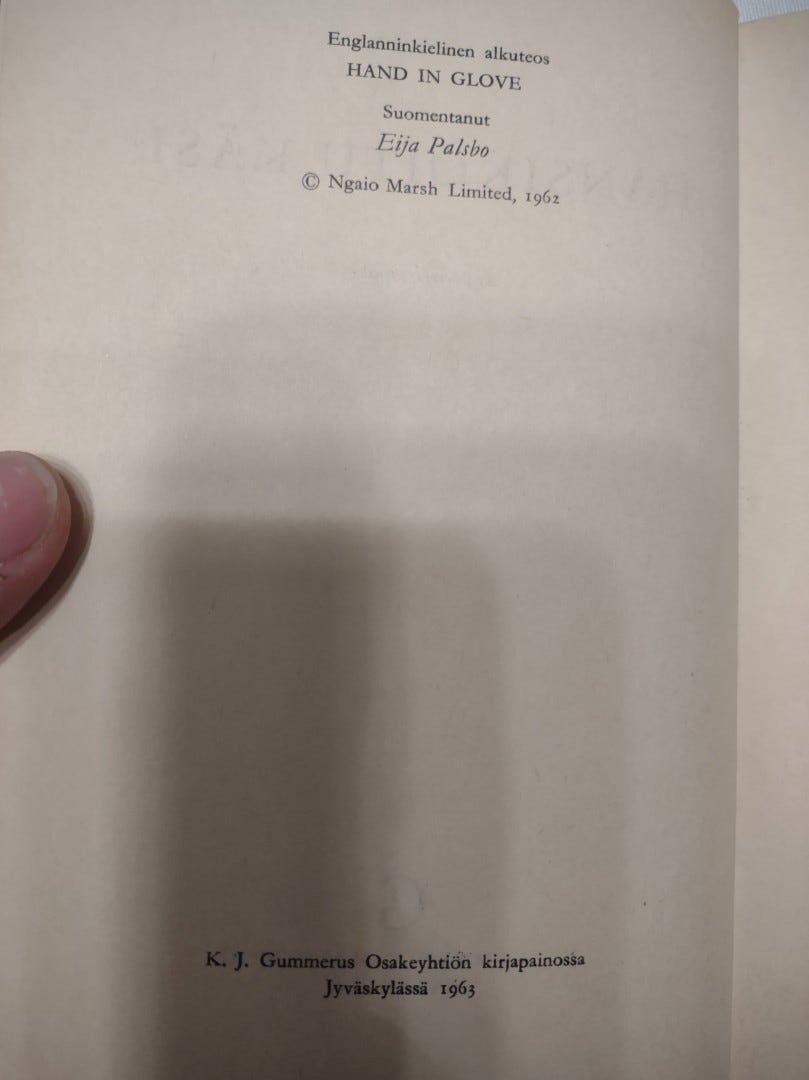 Englanninkielinen alkuteos
HAND IN GLOVE
Suomentanut
Eija Palsbo
© Ngaio Marsh Limited, 1962
K. J. Gummerus Osakeyhtiön kirjapainossa
Jyväskylässä 1963